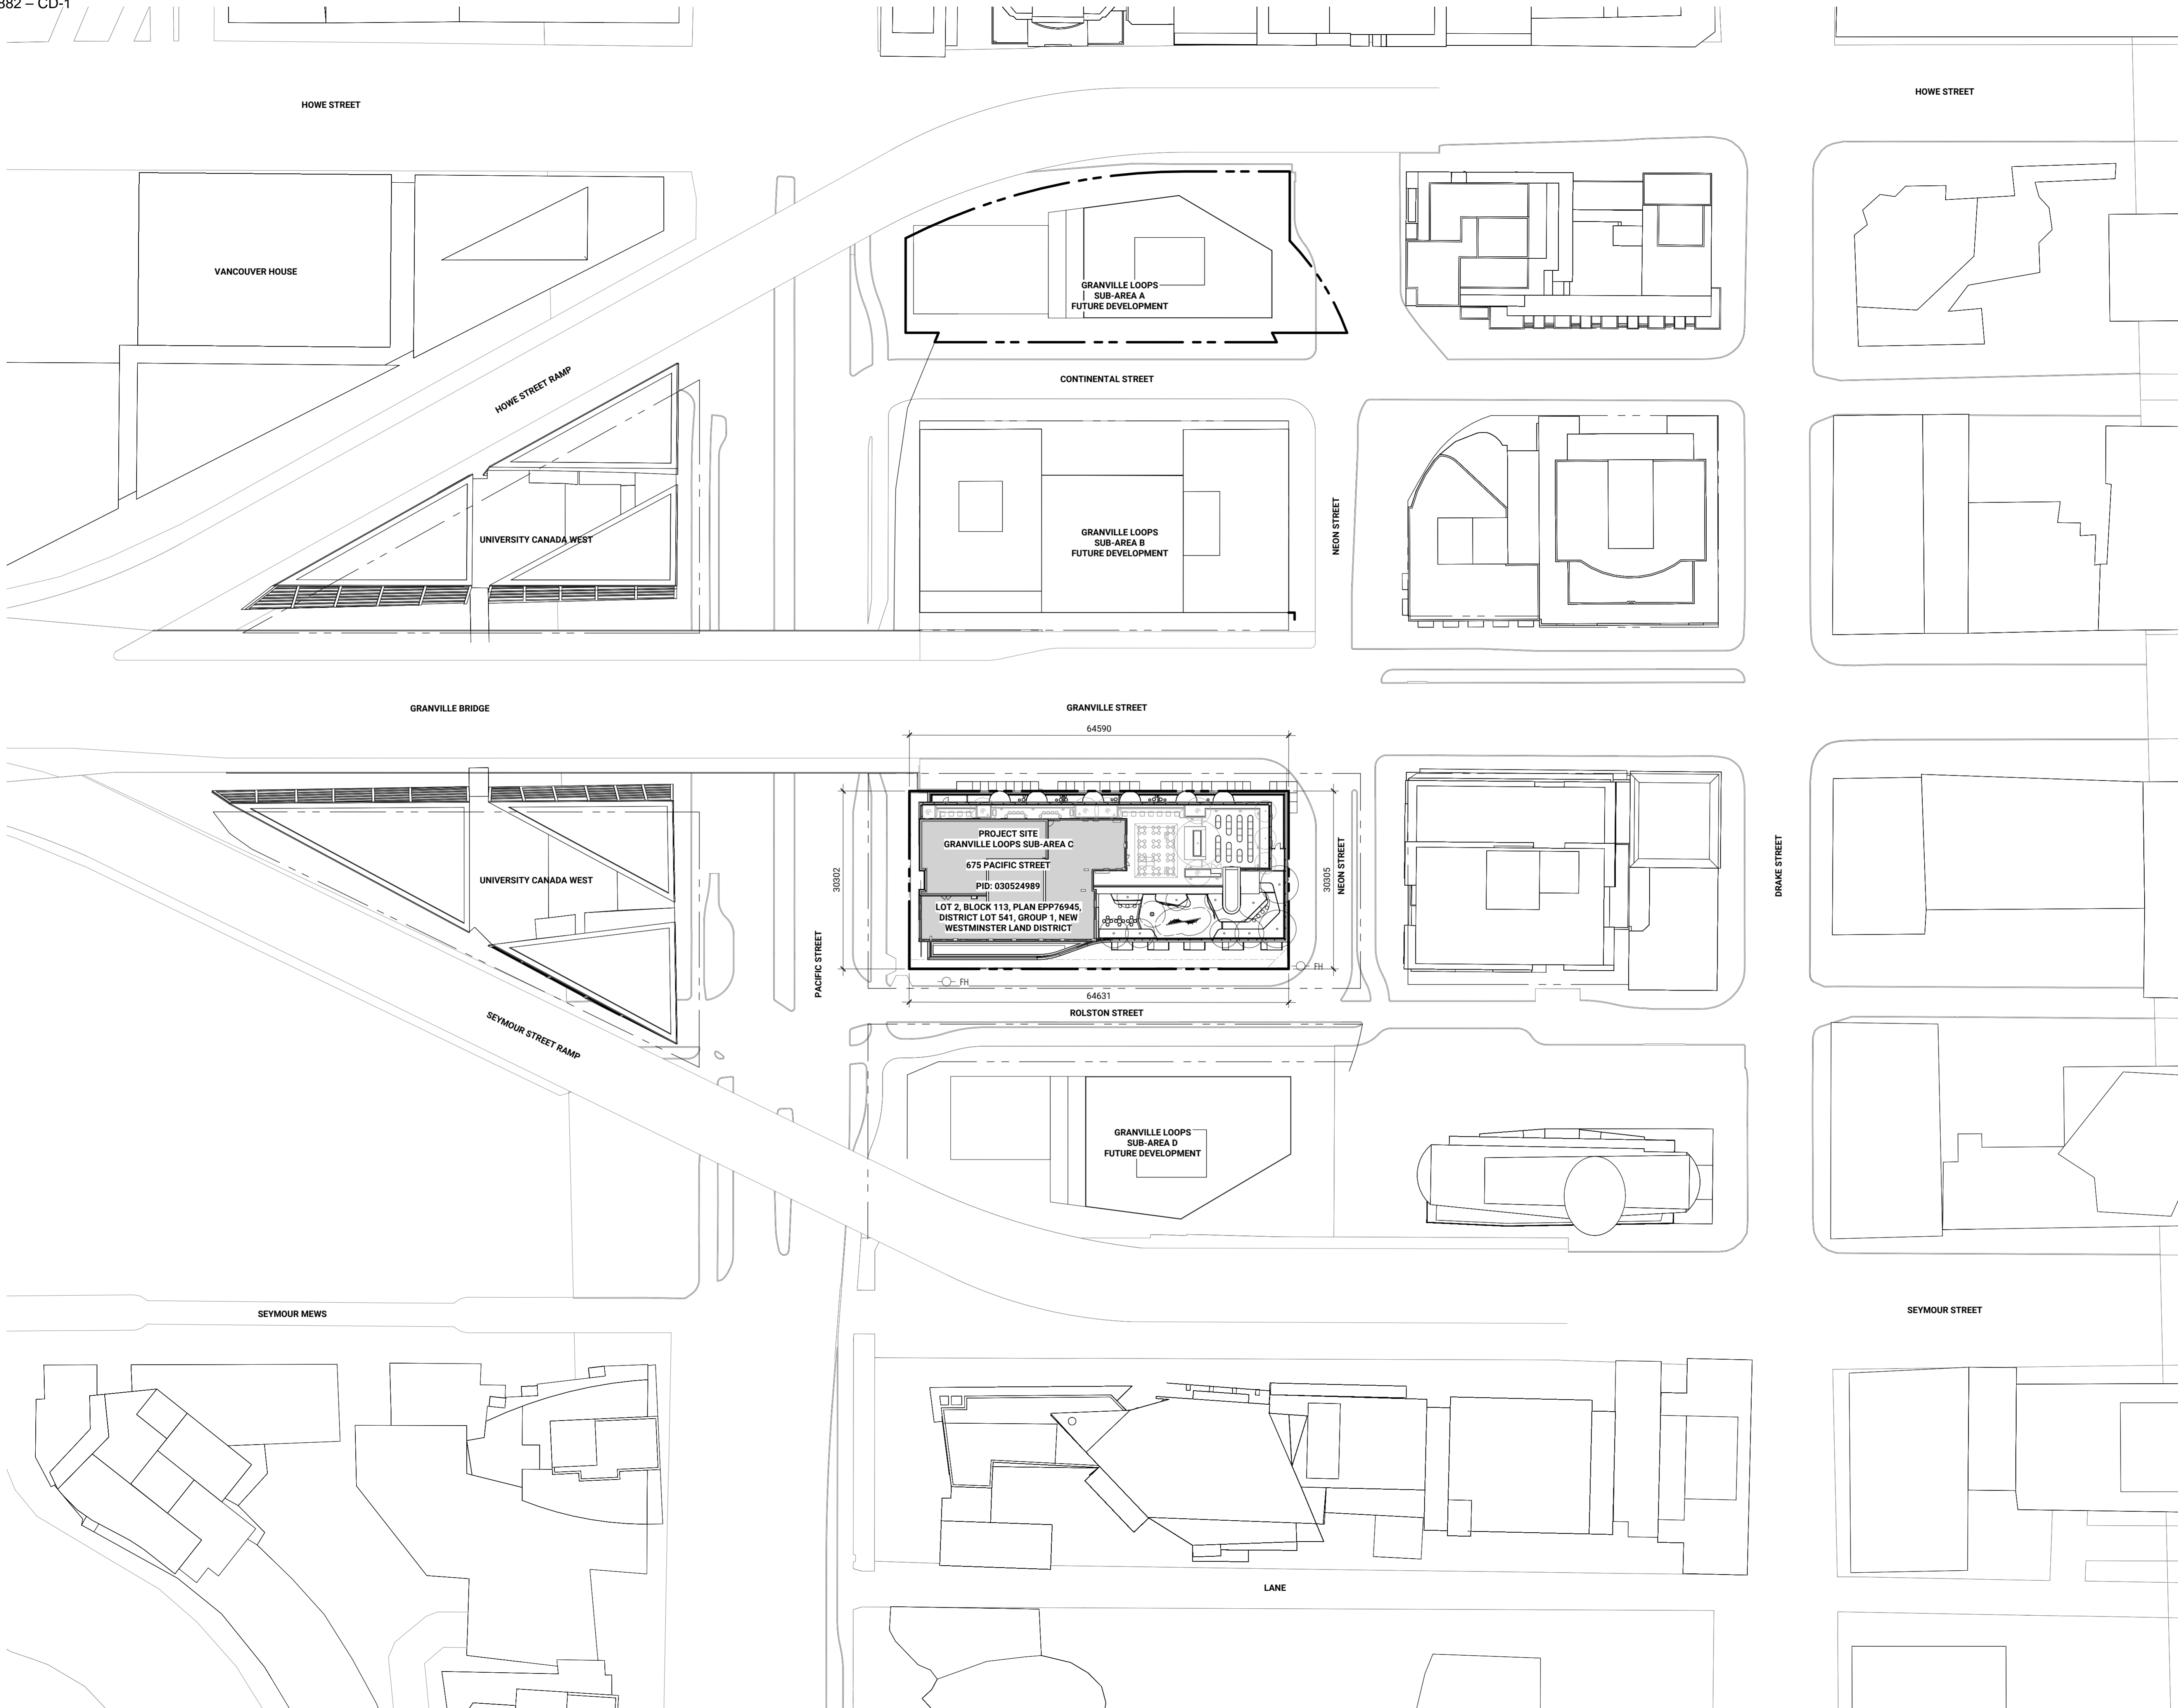 882 – CD-1
HOWE STREET
HOWE STREET
VANCOUVER HOUSE
GRANVILLE LOOPS
SUB-AREA A
FUTURE DEVELOPMENT
HOWE STREET RAMP
CONTINENTAL STREET
UNIVERSITY CANADA WEST
GRANVILLE LOOPS
SUB-AREA B
FUTURE DEVELOPMENT
NEON STREET
GRANVILLE BRIDGE
GRANVILLE STREET
64590
PROJECT SITE
GRANVILLE LOOPS SUB-AREA C
675 PACIFIC STREET
PID: 030524989
LOT 2, BLOCK 113, PLAN EPP76945,
DISTRICT LOT 541, GROUP 1, NEW
WESTMINSTER LAND DISTRICT
30302
30305
NEON STREET
DRAKE STREET
UNIVERSITY CANADA WEST
PACIFIC STREET
FH
FH
64631
ROLSTON STREET
SEYMOUR STREET RAMP
GRANVILLE LOOPS
SUB-AREA D
FUTURE DEVELOPMENT
SEYMOUR MEWS
SEYMOUR STREET
LANE